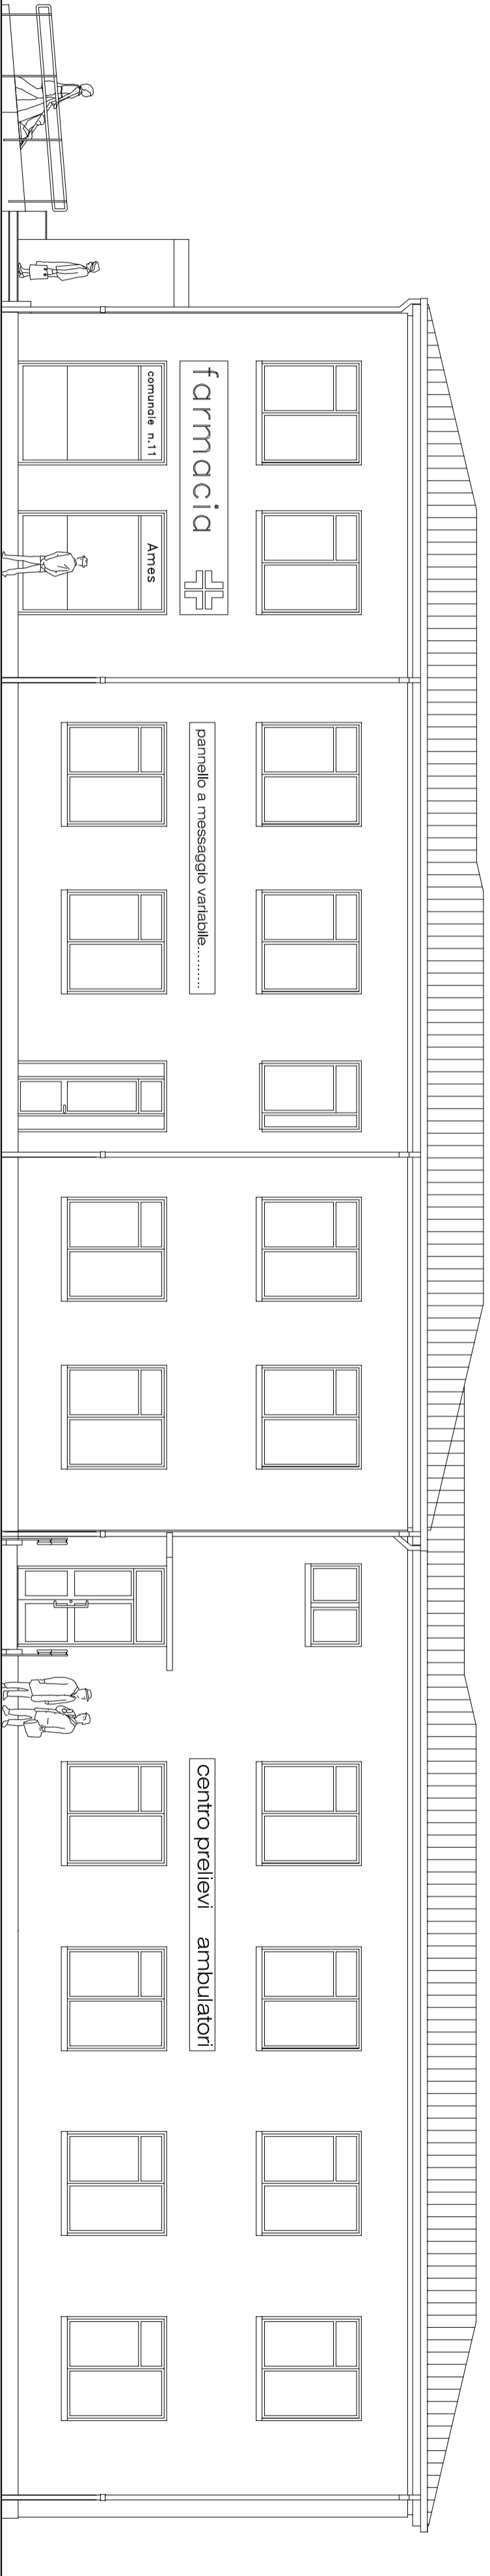 farmacia
comunale n.11
Ames
pannello a messaggio variabile..........
centro prelievi ambulatori